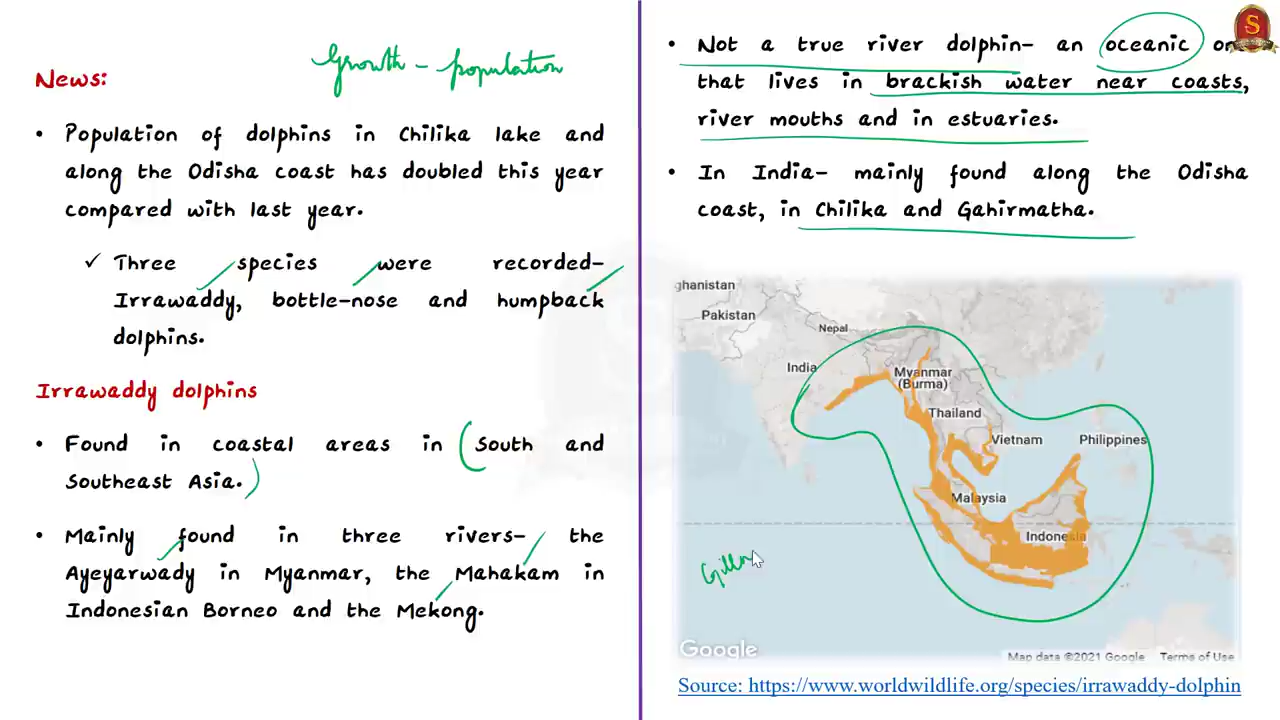 Growth - population
News:
• Population of dolphins in Chilika lake and
along the Odisha coast has doubled this year
compared with last year.
✓ Three species were recorded-
Irrawaddy, bottle-nose and humpback
dolphins.
Irrawaddy dolphins
• Found in coastal areas in (South and
Southeast Asia.)
• Mainly found in three rivers- the
Ayeyarwady in Myanmar, the Mahakam in
Indonesian Borneo and the Mekong.
S
• Not a true river dolphin- an oceanic
that lives in brackish water near coasts,
river mouths and in estuaries.
• In India- mainly found along the Odisha
coast, in Chilika and Gahirmatha.
ghanistan
Pakistan
Nepal
India
Myanmar
(Burma)
Thailand
Vietnam
Philippines
Malaysia
Indonesia
Google
Map data ©2021 Google Terms of Use
Source: https://www.worldwildlife.org/species/irrawaddy-dolphin